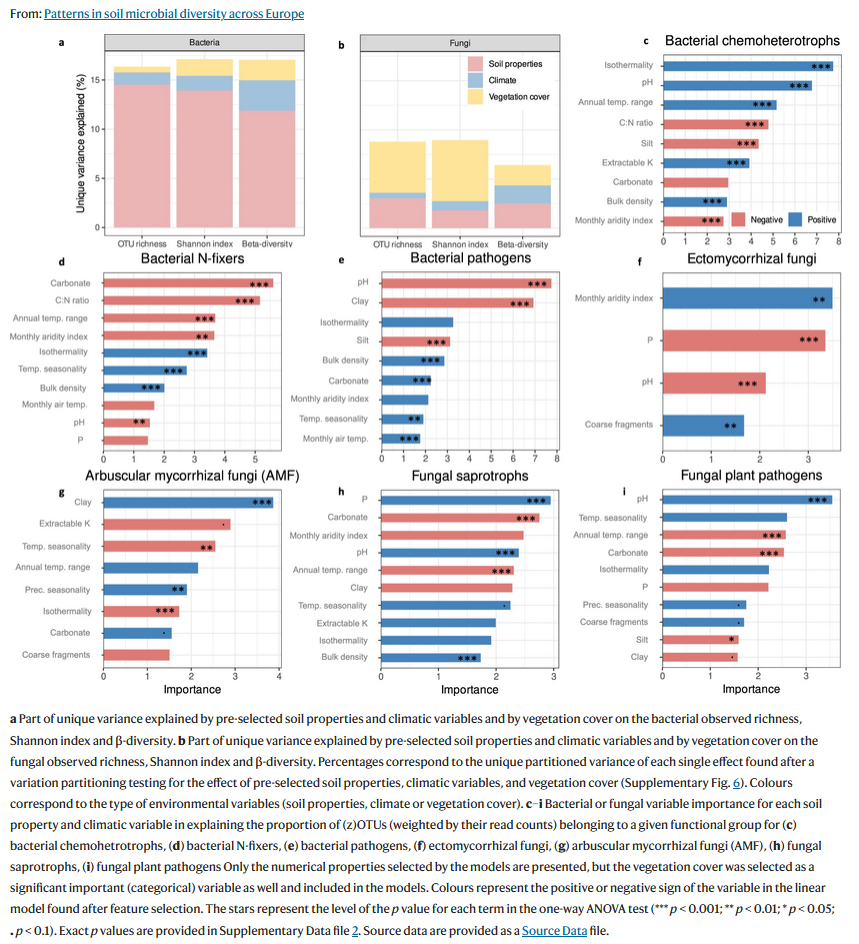 From: Patterns in soil microbial diversity across Europe
a
Bacteria
Unique variance explained (%)
15
10
5
0
OTU richness
Shannon index
Beta-diversity
b
Fungi
Soil properties
Climate
Vegetation cover
OTU richness
Shannon index
Beta-diversity
c
Bacterial chemoheterotrophs
Isothermality ***
pH ***
Annual temp. range ***
C:N ratio ***
Silt ***
Extractable K ***
Carbonate
Bulk density ***
Monthly aridity index ***
Negative
Positive
0 1 2 3 4 5 6 7 8
d
Bacterial N-fixers
Carbonate ***
C:N ratio ***
Annual temp. range ***
Monthly aridity index **
Isothermality ***
Temp. seasonality ***
Bulk density ***
Monthly air temp.
pH **
P
0 1 2 3 4 5
e
Bacterial pathogens
pH ***
Clay ***
Isothermality
Silt ***
Bulk density ***
Carbonate ***
Monthly aridity index
Temp. seasonality **
Monthly air temp. ***
0 1 2 3 4 5 6 7 8
f
Ectomycorrhizal fungi
Monthly aridity index **
P ***
pH ***
Coarse fragments **
0 1 2 3
g
Arbuscular mycorrhizal fungi (AMF)
Clay ***
Extractable K .
Temp. seasonality **
Annual temp. range
Prec. seasonality **
Isothermality ***
Carbonate .
Coarse fragments
0 1 2 3 4
Importance
h
Fungal saprotrophs
P ***
Carbonate ***
Monthly aridity index
pH ***
Annual temp. range ***
Clay
Temp. seasonality .
Extractable K
Isothermality
Bulk density ***
0 1 2 3
Importance
i
Fungal plant pathogens
pH ***
Temp. seasonality
Annual temp. range ***
Carbonate ***
Isothermality
P
Prec. seasonality .
Coarse fragments .
Silt *
Clay .
0 1 2 3
Importance
a Part of unique variance explained by pre-selected soil properties and climatic variables and by vegetation cover on the bacterial observed richness,
Shannon index and β-diversity. b Part of unique variance explained by pre-selected soil properties and climatic variables and by vegetation cover on the
fungal observed richness, Shannon index and β-diversity. Percentages correspond to the unique partitioned variance of each single effect found after a
variation partitioning testing for the effect of pre-selected soil properties, climatic variables, and vegetation cover (Supplementary Fig. 6). Colours
correspond to the type of environmental variables (soil properties, climate or vegetation cover). c–i Bacterial or fungal variable importance for each soil
property and climatic variable in explaining the proportion of (z)OTUs (weighted by their read counts) belonging to a given functional group for (c)
bacterial chemohetrotrophs, (d) bacterial N-fixers, (e) bacterial pathogens, (f) ectomycorrhizal fungi, (g) arbuscular mycorrhizal fungi (AMF), (h) fungal
saprotrophs, (i) fungal plant pathogens Only the numerical properties selected by the models are presented, but the vegetation cover was selected as a
significant important (categorical) variable as well and included in the models. Colours represent the positive or negative sign of the variable in the linear
model found after feature selection. The stars represent the level of the p value for each term in the one-way ANOVA test (*** p < 0.001; ** p < 0.01; * p < 0.05;
. p < 0.1). Exact p values are provided in Supplementary Data file 2. Source data are provided as a Source Data file.